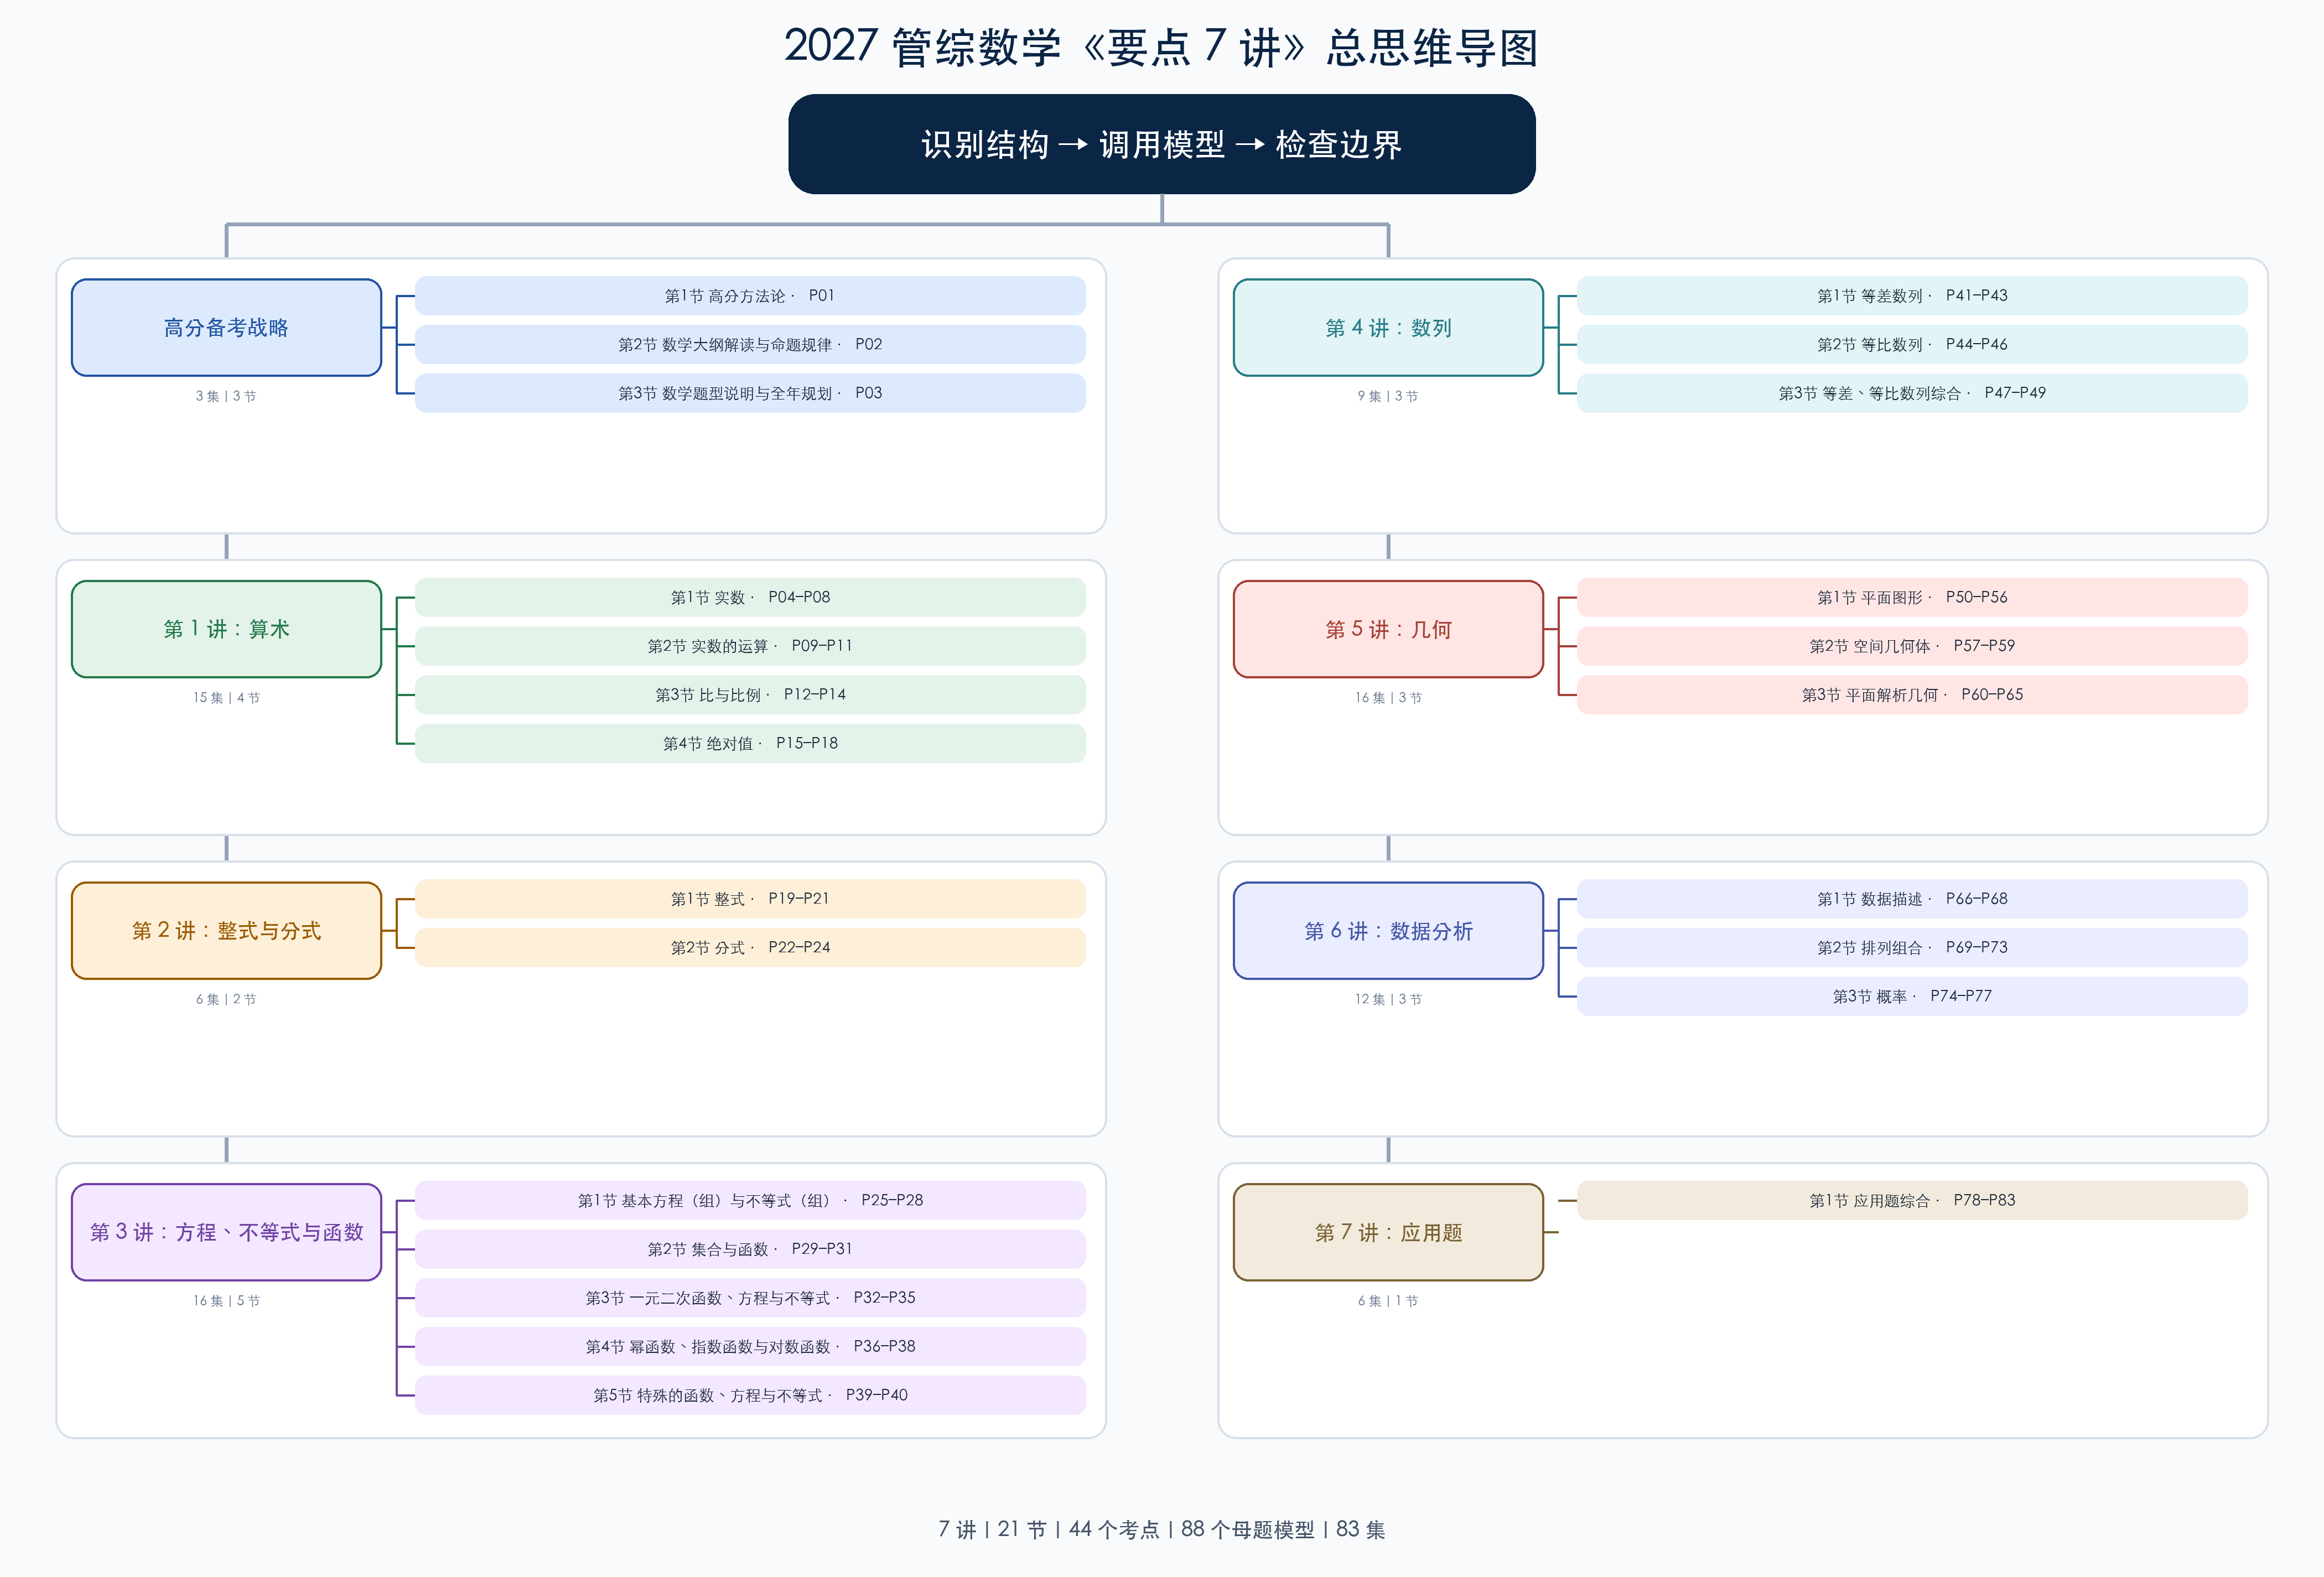 2027 管综数学《要点 7 讲》总思维导图
识别结构 → 调用模型 → 检查边界
高分备考战略
3 集 | 3 节
第1节 高分方法论 · P01
第2节 数学大纲解读与命题规律 · P02
第3节 数学题型说明与全年规划 · P03
第 1 讲：算术
15 集 | 4 节
第1节 实数 · P04–P08
第2节 实数的运算 · P09–P11
第3节 比与比例 · P12–P14
第4节 绝对值 · P15–P18
第 2 讲：整式与分式
6 集 | 2 节
第1节 整式 · P19–P21
第2节 分式 · P22–P24
第 3 讲：方程、不等式与函数
16 集 | 5 节
第1节 基本方程（组）与不等式（组） · P25–P28
第2节 集合与函数 · P29–P31
第3节 一元二次函数、方程与不等式 · P32–P35
第4节 幂函数、指数函数与对数函数 · P36–P38
第5节 特殊的函数、方程与不等式 · P39–P40
第 4 讲：数列
9 集 | 3 节
第1节 等差数列 · P41–P43
第2节 等比数列 · P44–P46
第3节 等差、等比数列综合 · P47–P49
第 5 讲：几何
16 集 | 3 节
第1节 平面图形 · P50–P56
第2节 空间几何体 · P57–P59
第3节 平面解析几何 · P60–P65
第 6 讲：数据分析
12 集 | 3 节
第1节 数据描述 · P66–P68
第2节 排列组合 · P69–P73
第3节 概率 · P74–P77
第 7 讲：应用题
6 集 | 1 节
第1节 应用题综合 · P78–P83
7 讲 | 21 节 | 44 个考点 | 88 个母题模型 | 83 集